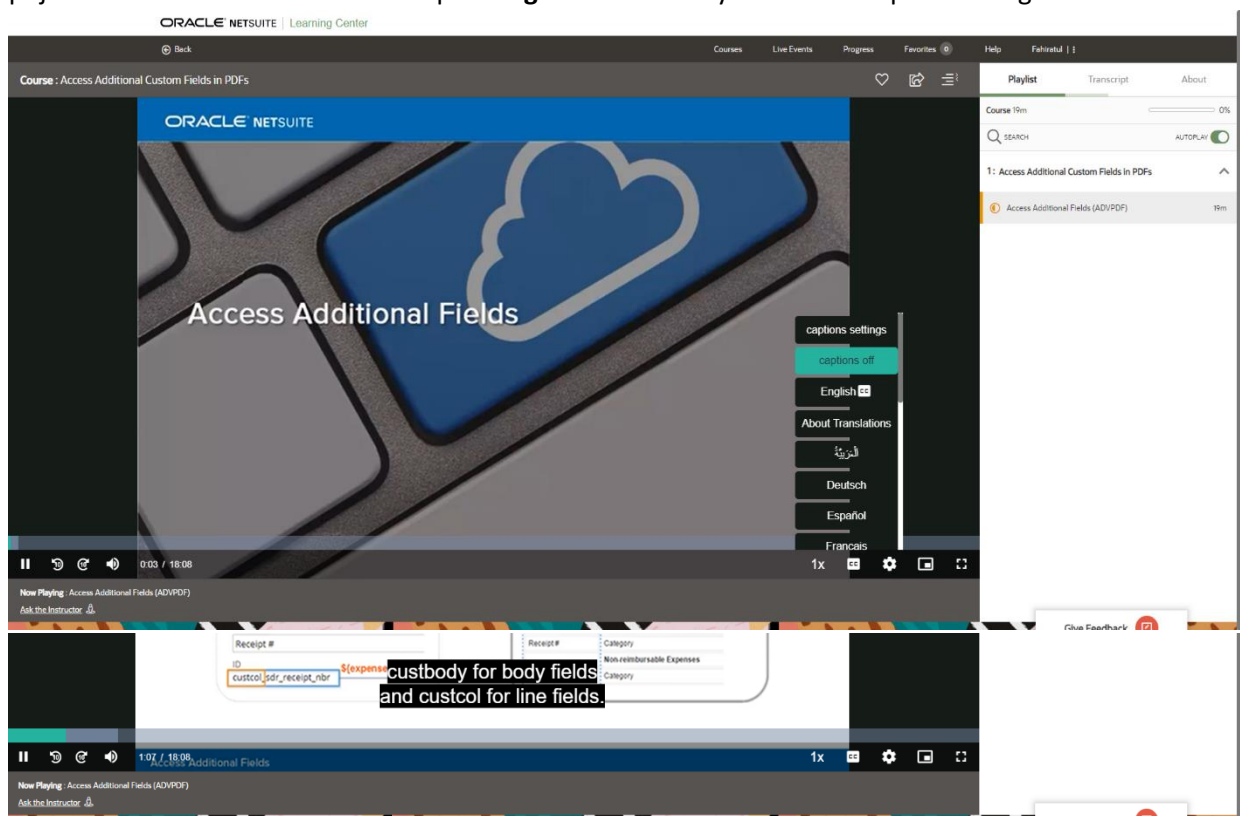 ORACLE NETSUITE | Learning Center
Back Courses Live Events Progress Favorites 0 Help Fahiratul
Course : Access Additional Custom Fields in PDFs
Playlist Transcript About
Course 19m 0%
SEARCH AUTOPLAY
1: Access Additional Custom Fields in PDFs
Access Additional Fields (ADVPDF) 19m
ORACLE NETSUITE
Access Additional Fields
captions settings
captions off
English cc
About Translations
Deutsch
Español
Français
0:03 / 18:08 1x cc
Now Playing : Access Additional Fields (ADVPDF)
Ask the Instructor
Give Feedback
Receipt #
ID
custcol_sdr_receipt_nbr
${expense
Receipt # Category
Non-reimbursable Expenses
Category
custbody for body fields
and custcol for line fields.
1:07 / 18:08 1x cc
Access Additional Fields
Now Playing : Access Additional Fields (ADVPDF)
Ask the Instructor